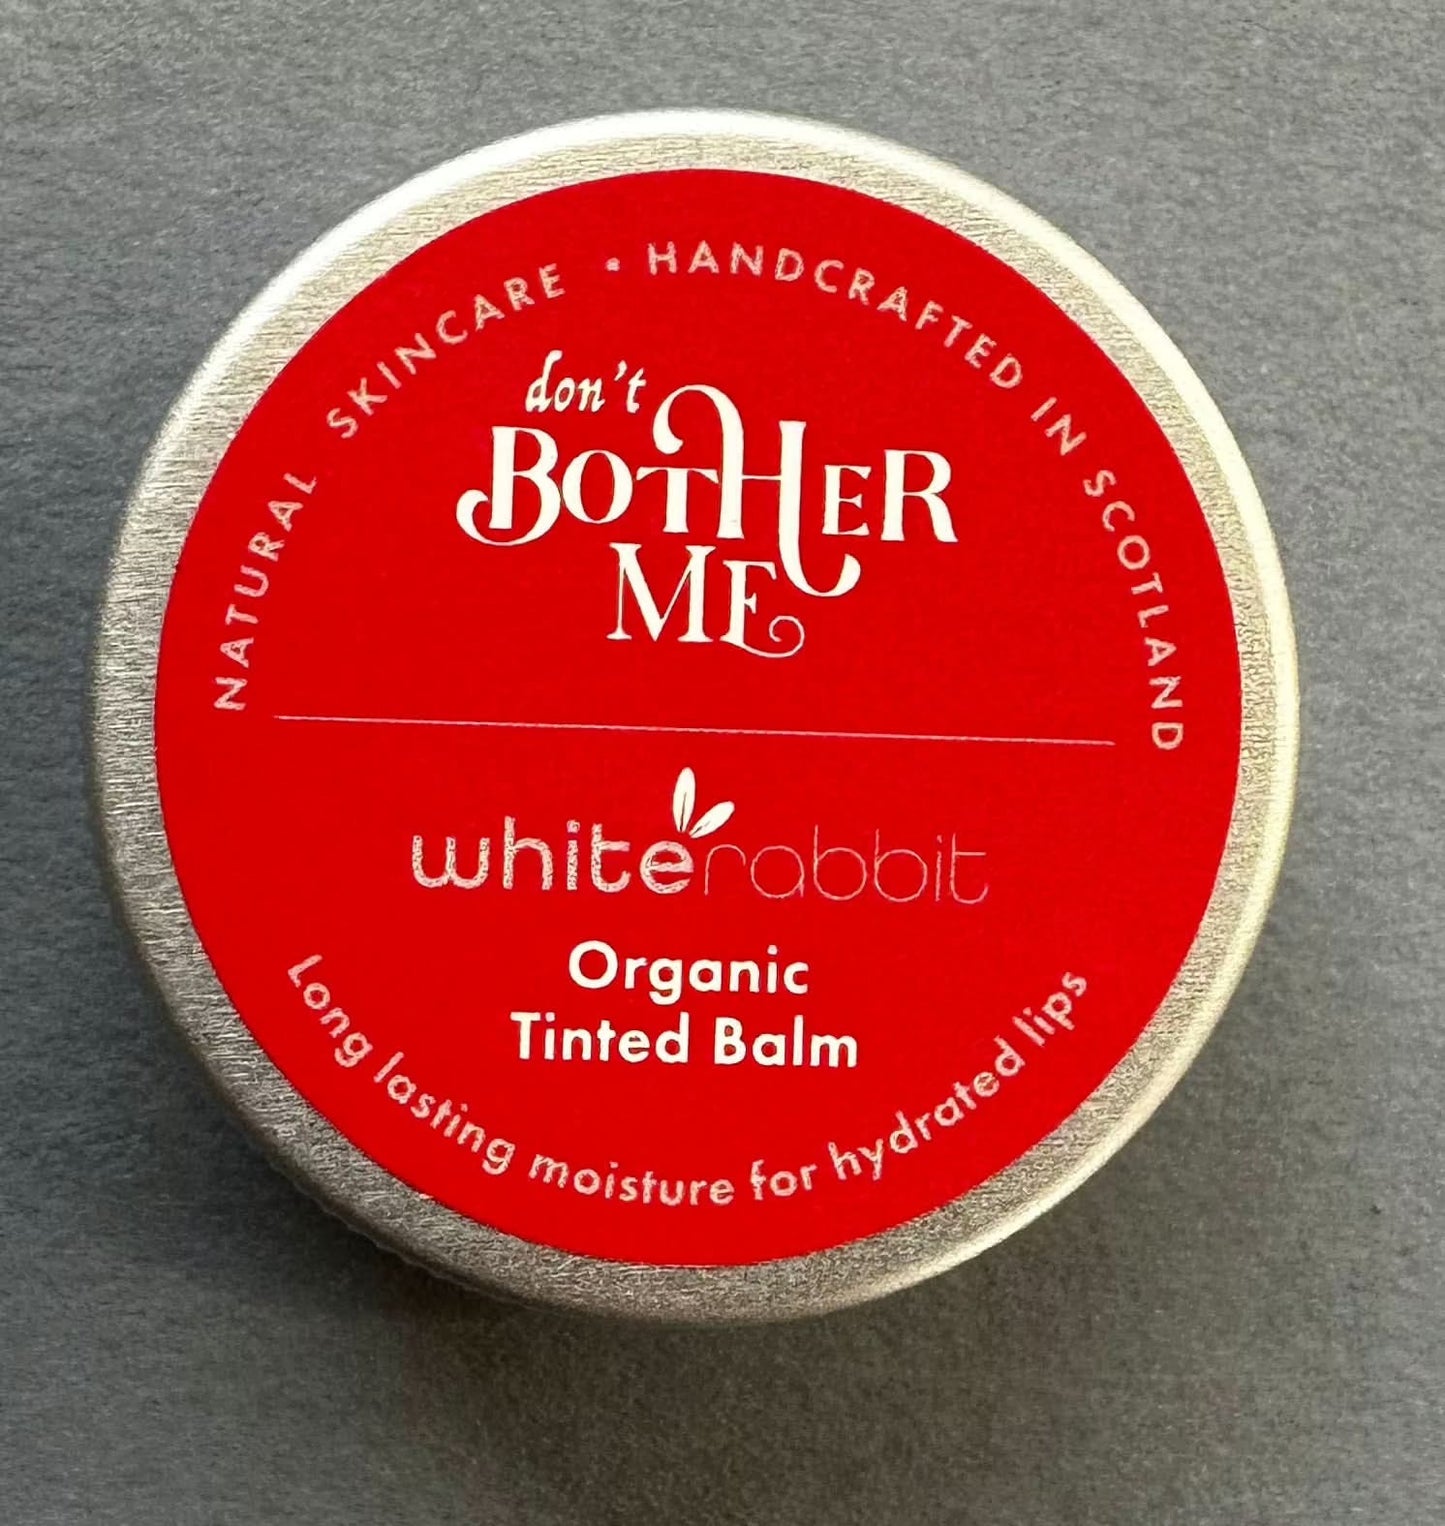 NATURAL SKINCARE • HANDCRAFTED IN SCOTLAND
don't
BOTHER
ME
whiterabbit
Organic
Tinted Balm
Long lasting moisture for hydrated lips